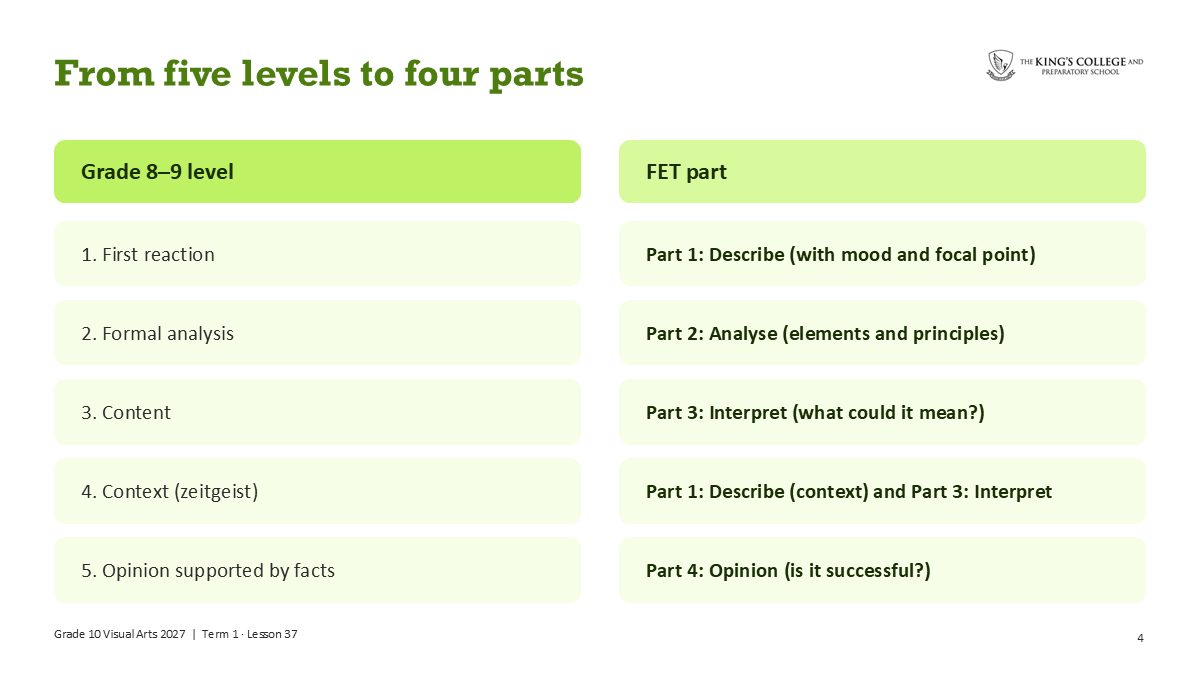 From five levels to four parts
THE KING'S COLLEGE AND
PREPARATORY SCHOOL
Grade 8–9 level
FET part
1. First reaction
Part 1: Describe (with mood and focal point)
2. Formal analysis
Part 2: Analyse (elements and principles)
3. Content
Part 3: Interpret (what could it mean?)
4. Context (zeitgeist)
Part 1: Describe (context) and Part 3: Interpret
5. Opinion supported by facts
Part 4: Opinion (is it successful?)
Grade 10 Visual Arts 2027 | Term 1 · Lesson 37
4